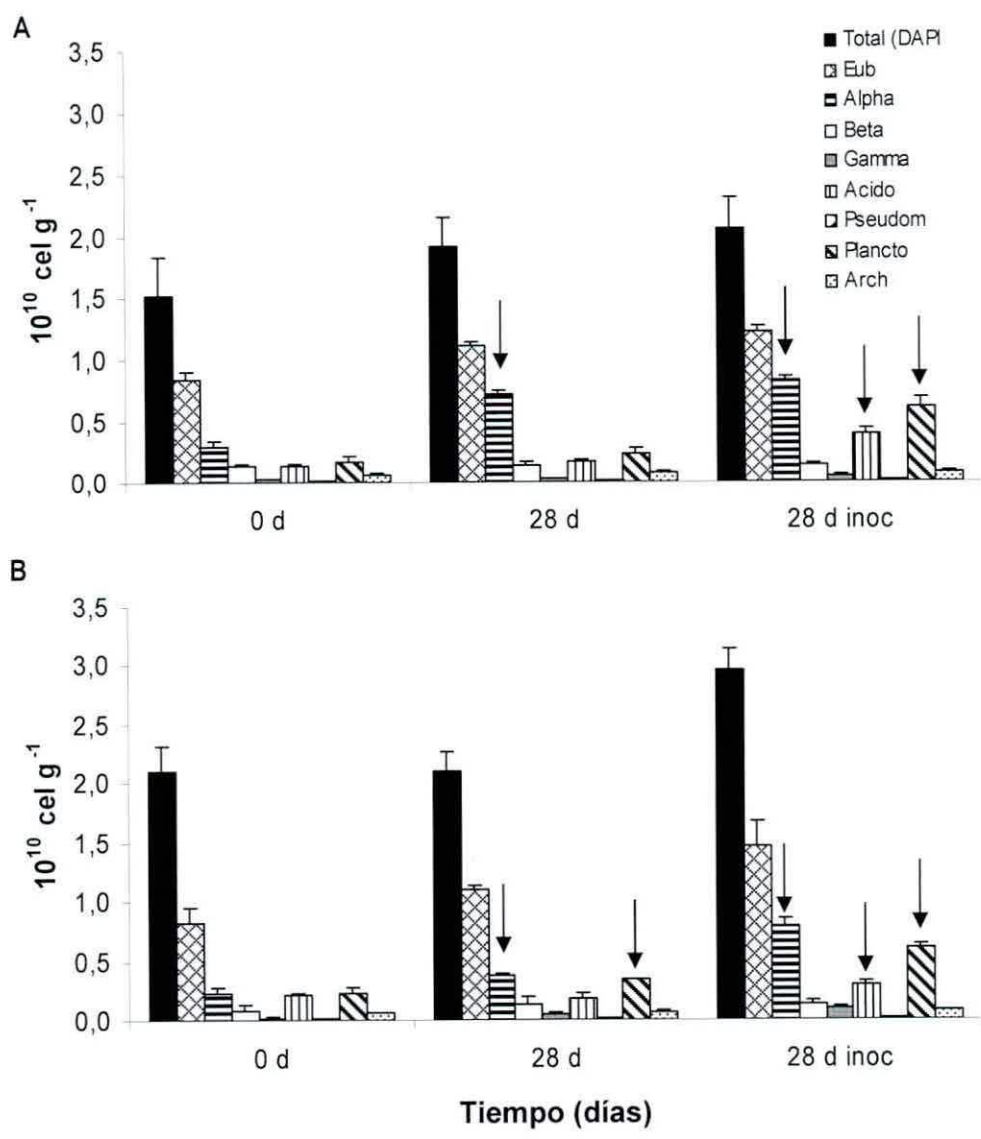 A
3,5
3,0
2,5
2,0
1,5
1,0
0,5
0,0
10¹⁰ cel g⁻¹
Total (DAPI
Eub
Alpha
Beta
Gamma
Acido
Pseudom
Plancto
Arch
0 d
28 d
28 d inoc
B
3,5
3,0
2,5
2,0
1,5
1,0
0,5
0,0
10¹⁰ cel g⁻¹
0 d
28 d
28 d inoc
Tiempo (días)